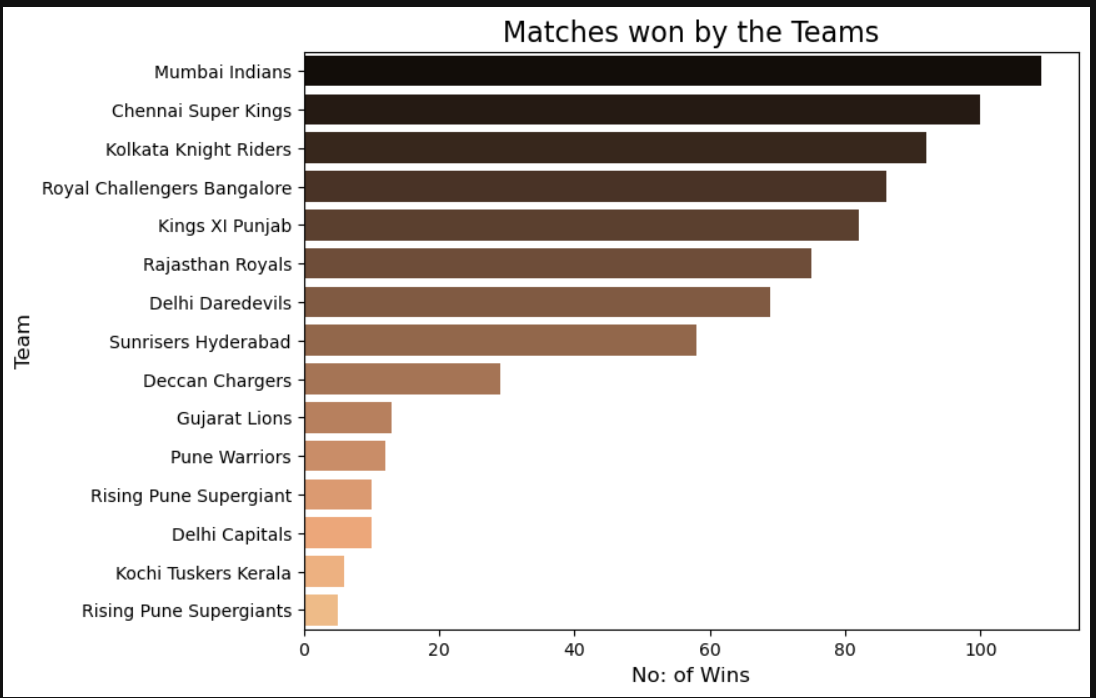 Matches won by the Teams
Mumbai Indians
Chennai Super Kings
Kolkata Knight Riders
Royal Challengers Bangalore
Kings XI Punjab
Rajasthan Royals
Delhi Daredevils
Sunrisers Hyderabad
Deccan Chargers
Gujarat Lions
Pune Warriors
Rising Pune Supergiant
Delhi Capitals
Kochi Tuskers Kerala
Rising Pune Supergiants
Team
0 20 40 60 80 100
No: of Wins